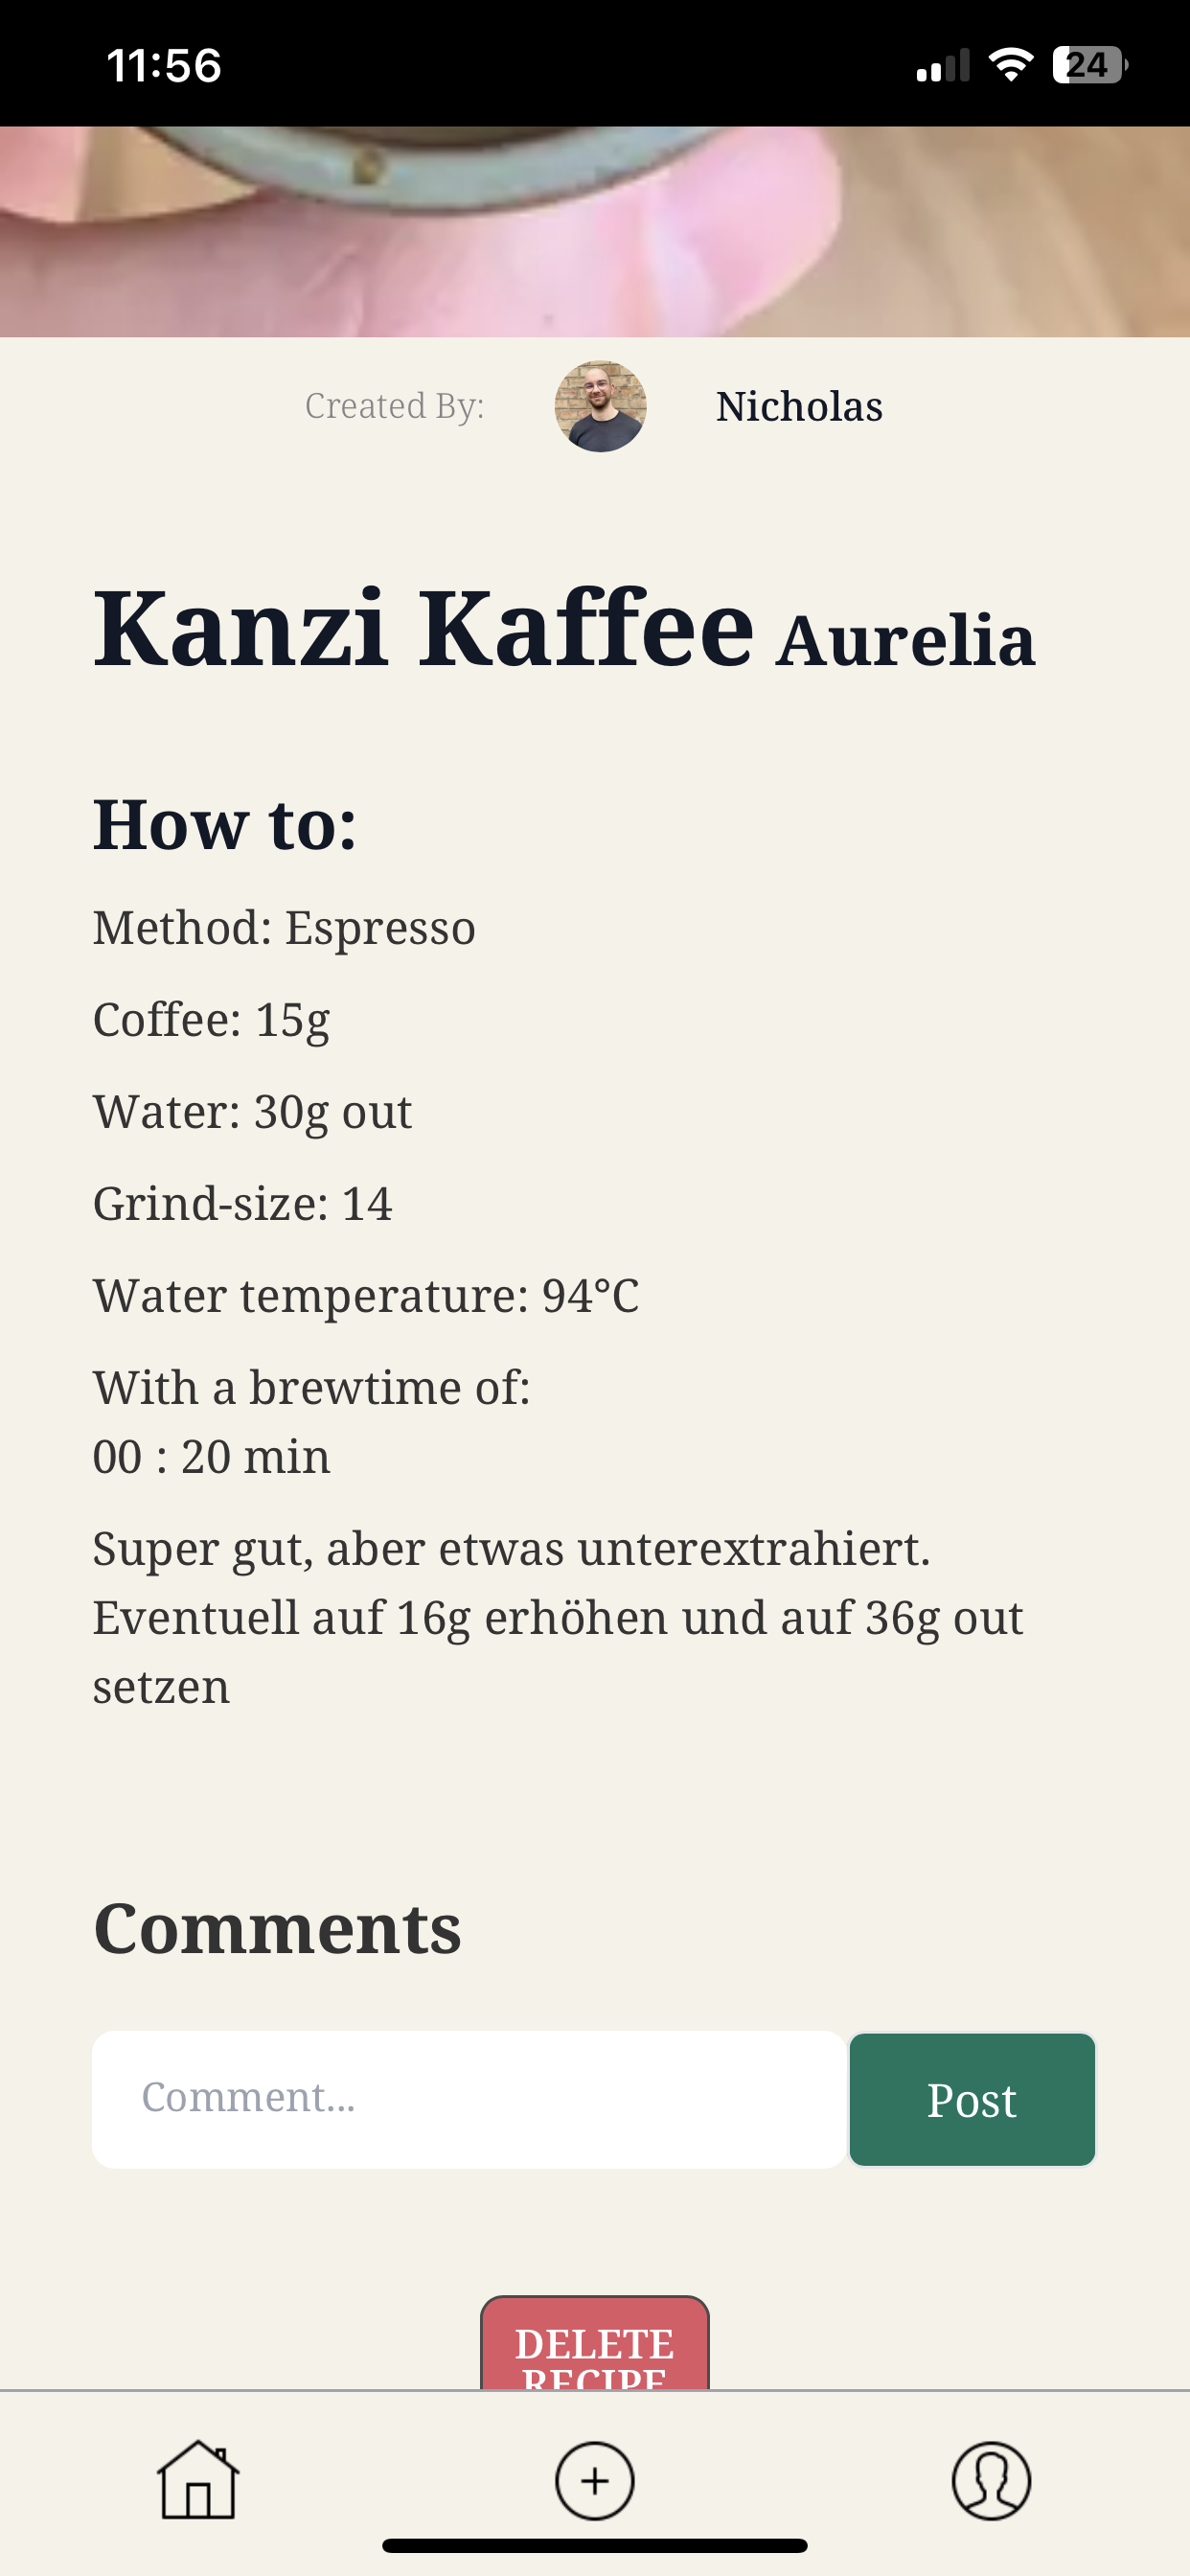 11:56
24
Created By:
Nicholas
Kanzi Kaffee Aurelia
How to:
Method: Espresso
Coffee: 15g
Water: 30g out
Grind-size: 14
Water temperature: 94°C
With a brewtime of:
00 : 20 min
Super gut, aber etwas unterextrahiert.
Eventuell auf 16g erhöhen und auf 36g out
setzen
Comments
Comment...
Post
DELETE
RECIPE